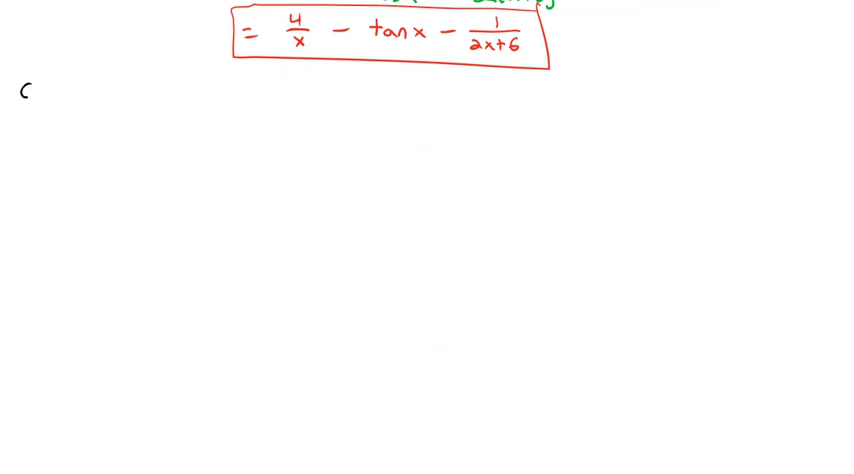 = 4/x - tan x - 1/(2x+6)
C